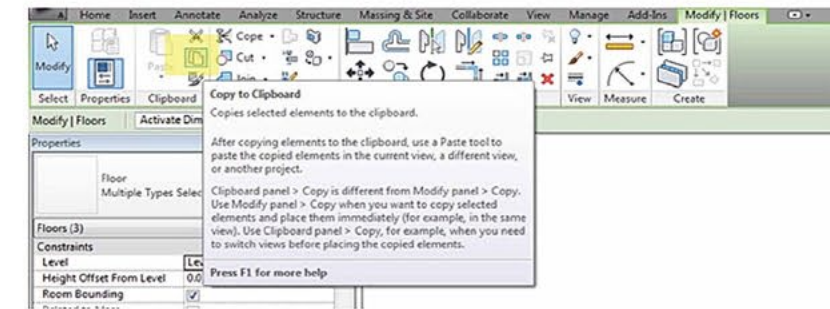 Home Insert Annotate Analyze Structure Massing & Site Collaborate View Manage Add-Ins Modify | Floors
Modify
Paste
Cope
Cut
Join
Select Properties Clipboard View Measure Create
Modify | Floors Activate Dim
Properties
Floor
Multiple Types Selec
Floors (3)
Constraints
Level Lev
Height Offset From Level 0.0
Room Bounding
Copy to Clipboard
Copies selected elements to the clipboard.
After copying elements to the clipboard, use a Paste tool to
paste the copied elements in the current view, a different view,
or another project.
Clipboard panel > Copy is different from Modify panel > Copy.
Use Modify panel > Copy when you want to copy selected
elements and place them immediately (for example, in the same
view). Use Clipboard panel > Copy, for example, when you need
to switch views before placing the copied elements.
Press F1 for more help